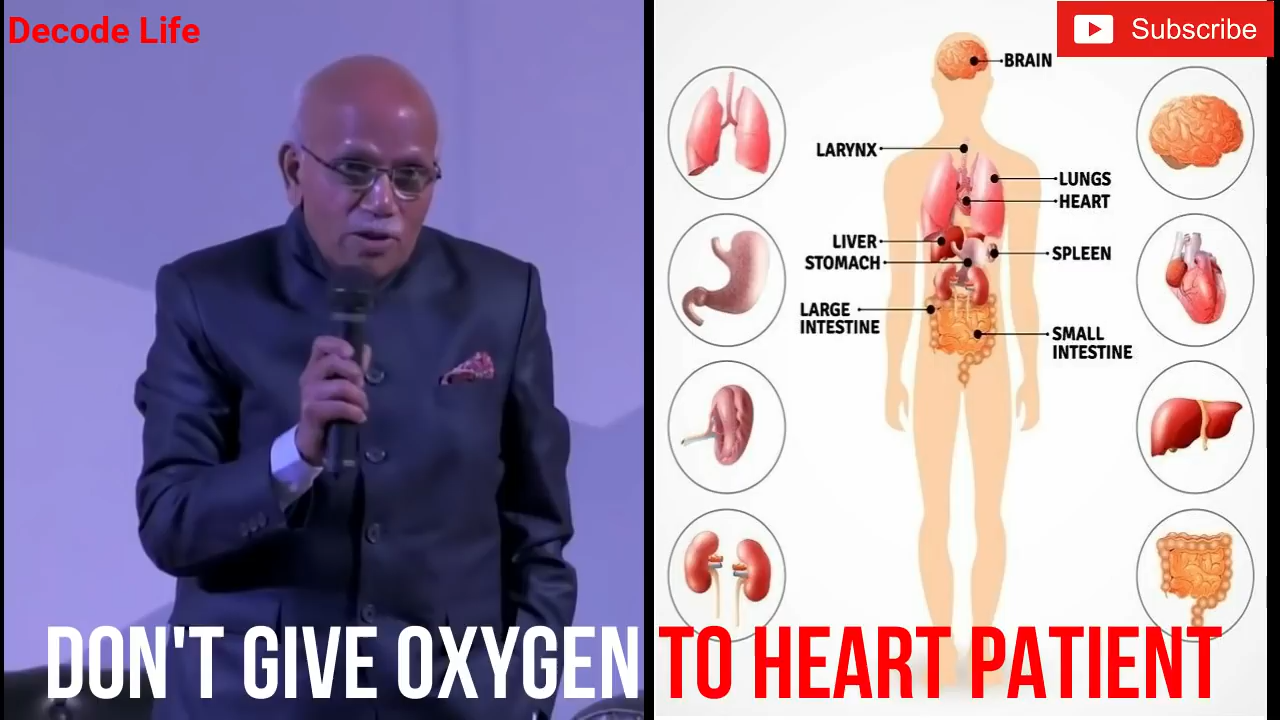 Decode Life
Subscribe
BRAIN
LARYNX
LUNGS
HEART
LIVER
STOMACH
SPLEEN
LARGE
INTESTINE
SMALL
INTESTINE
DON'T GIVE OXYGEN TO HEART PATIENT